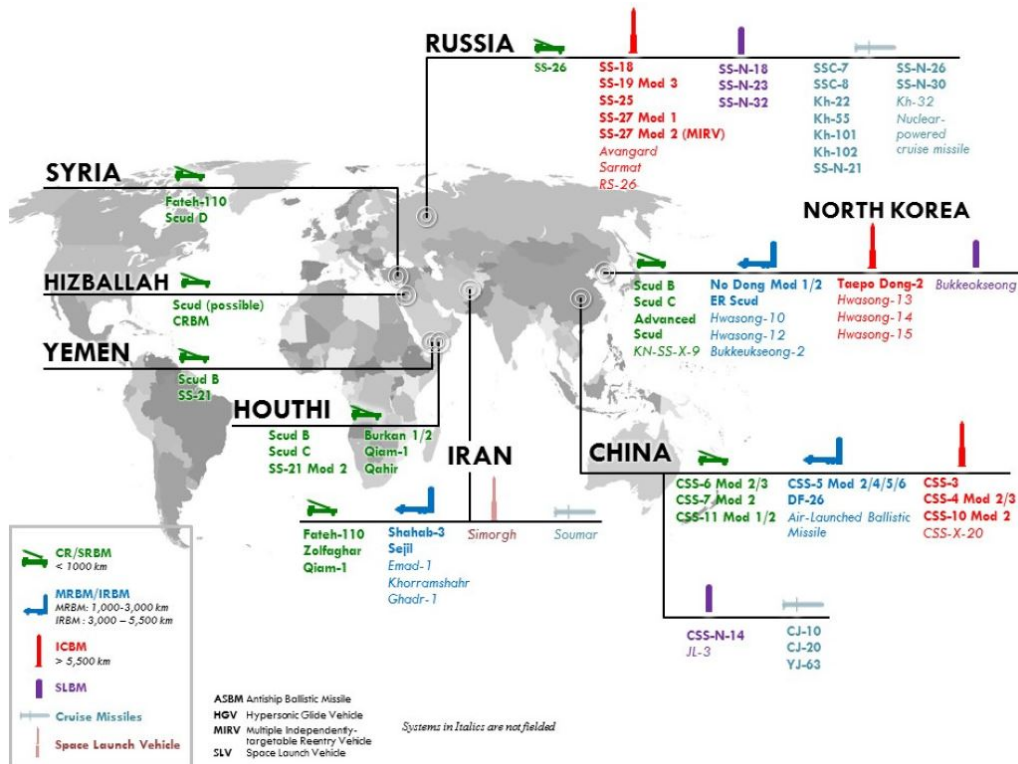 RUSSIA
SS-26
SS-18
SS-19 Mod 3
SS-25
SS-27 Mod 1
SS-27 Mod 2 (MIRV)
Avangard
Sarmat
RS-26
SS-N-18
SS-N-23
SS-N-32
SSC-7
SSC-8
Kh-22
Kh-55
Kh-101
Kh-102
SS-N-21
SS-N-26
SS-N-30
Kh-32
Nuclear-
powered
cruise missile
SYRIA
Fateh-110
Scud D
HIZBALLAH
Scud (possible)
CRBM
YEMEN
Scud B
SS-21
HOUTHI
Scud B
Scud C
SS-21 Mod 2
Burkan 1/2
Qiam-1
Qahir
NORTH KOREA
Scud B
Scud C
Advanced
Scud
KN-SS-X-9
No Dong Mod 1/2
ER Scud
Hwasong-10
Hwasong-12
Bukkeukseong-2
Taepo Dong-2
Hwasong-13
Hwasong-14
Hwasong-15
Bukkeokseong
IRAN
Fateh-110
Zolfaghar
Qiam-1
Shahab-3
Sejil
Emad-1
Khorramshahr
Ghadr-1
Simorgh
Soumar
CHINA
CSS-6 Mod 2/3
CSS-7 Mod 2
CSS-11 Mod 1/2
CSS-5 Mod 2/4/5/6
DF-26
Air-Launched Ballistic
Missile
CSS-3
CSS-4 Mod 2/3
CSS-10 Mod 2
CSS-X-20
CSS-N-14
JL-3
CJ-10
CJ-20
YJ-63
CR/SRBM
< 1000 km
MRBM/IRBM
MRBM: 1,000-3,000 km
IRBM : 3,000 – 5,500 km
ICBM
> 5,500 km
SLBM
Cruise Missiles
Space Launch Vehicle
ASBM Antiship Ballistic Missile
HGV Hypersonic Glide Vehicle
MIRV Multiple Independently-
targetable Reentry Vehicle
SLV Space Launch Vehicle
Systems in Italics are not fielded